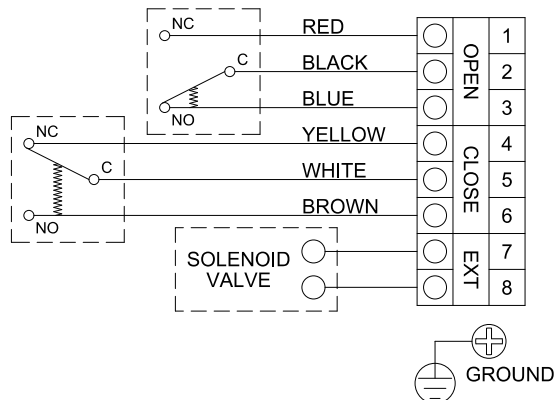 NC
RED
1
C
BLACK
2
BLUE
3
NO
OPEN
NC
YELLOW
4
C
WHITE
5
BROWN
6
NO
CLOSE
SOLENOID
VALVE
7
8
EXT
GROUND